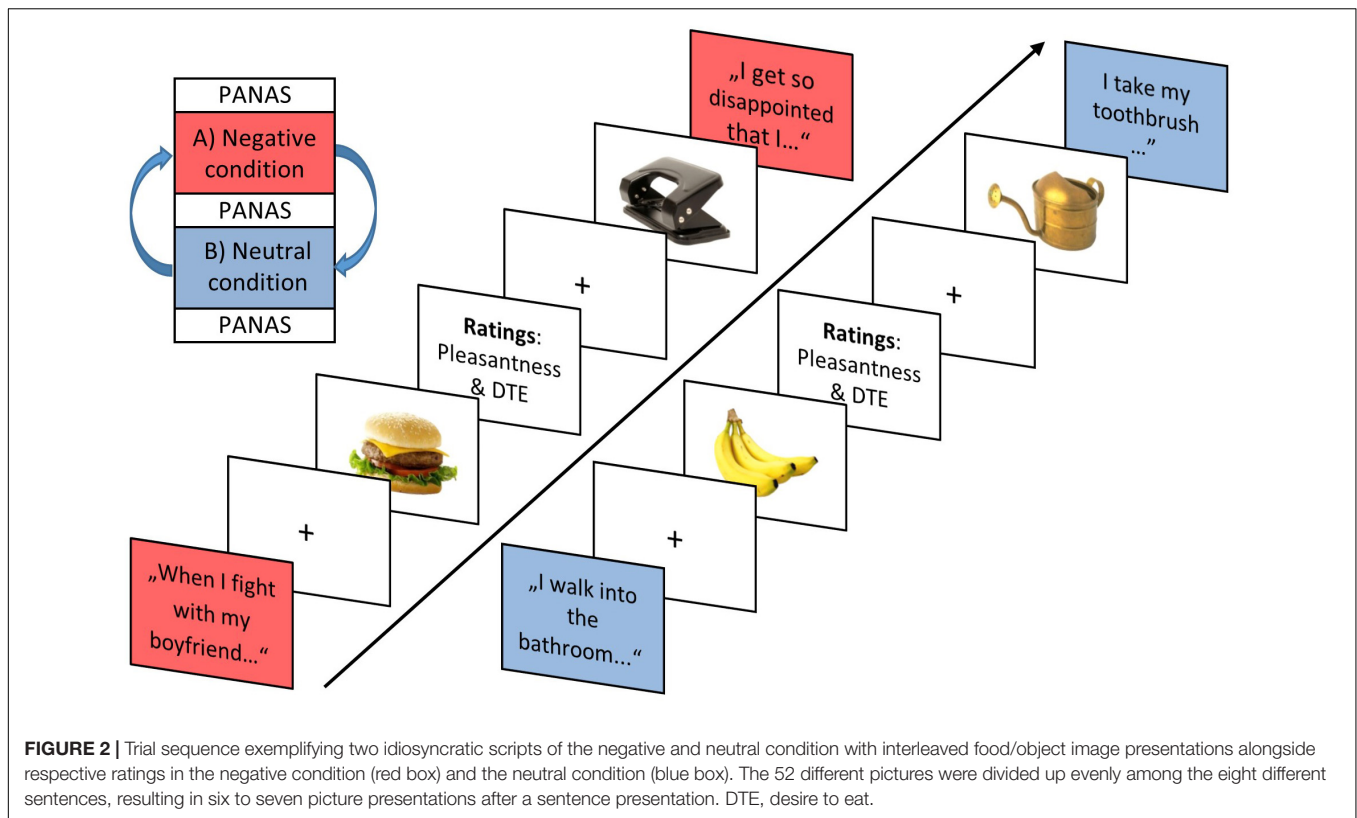 PANAS
A) Negative
condition
PANAS
B) Neutral
condition
PANAS
„I get so
disappointed
that I...“
+
Ratings:
Pleasantness
& DTE
+
„When I fight
with my
boyfriend...“
I take my
toothbrush
...”
+
Ratings:
Pleasantness
& DTE
+
„I walk into
the
bathroom...“
FIGURE 2 | Trial sequence exemplifying two idiosyncratic scripts of the negative and neutral condition with interleaved food/object image presentations alongside
respective ratings in the negative condition (red box) and the neutral condition (blue box). The 52 different pictures were divided up evenly among the eight different
sentences, resulting in six to seven picture presentations after a sentence presentation. DTE, desire to eat.